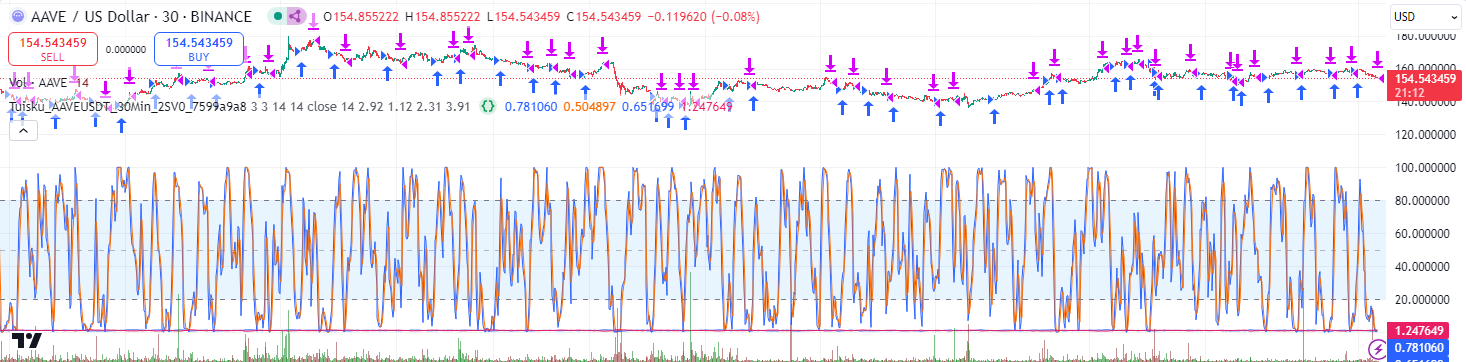 AAVE / US Dollar · 30 · BINANCE O154.855222 H154.855222 L154.543459 C154.543459 −0.119620 (−0.08%)
USD
180.000000
154.543459 SELL
0.000000
154.543459 BUY
160.000000
154.543459
21:12
Vol · AAVE 14
140.000000
Tuisku_AAVEUSDT_30Min_2SV0_7599a9a8 3 3 14 14 close 14 2.92 1.12 2.31 3.91 0.781060 0.504897 0.651699 1.247649
120.000000
100.000000
80.000000
60.000000
40.000000
20.000000
1.247649
0.781060